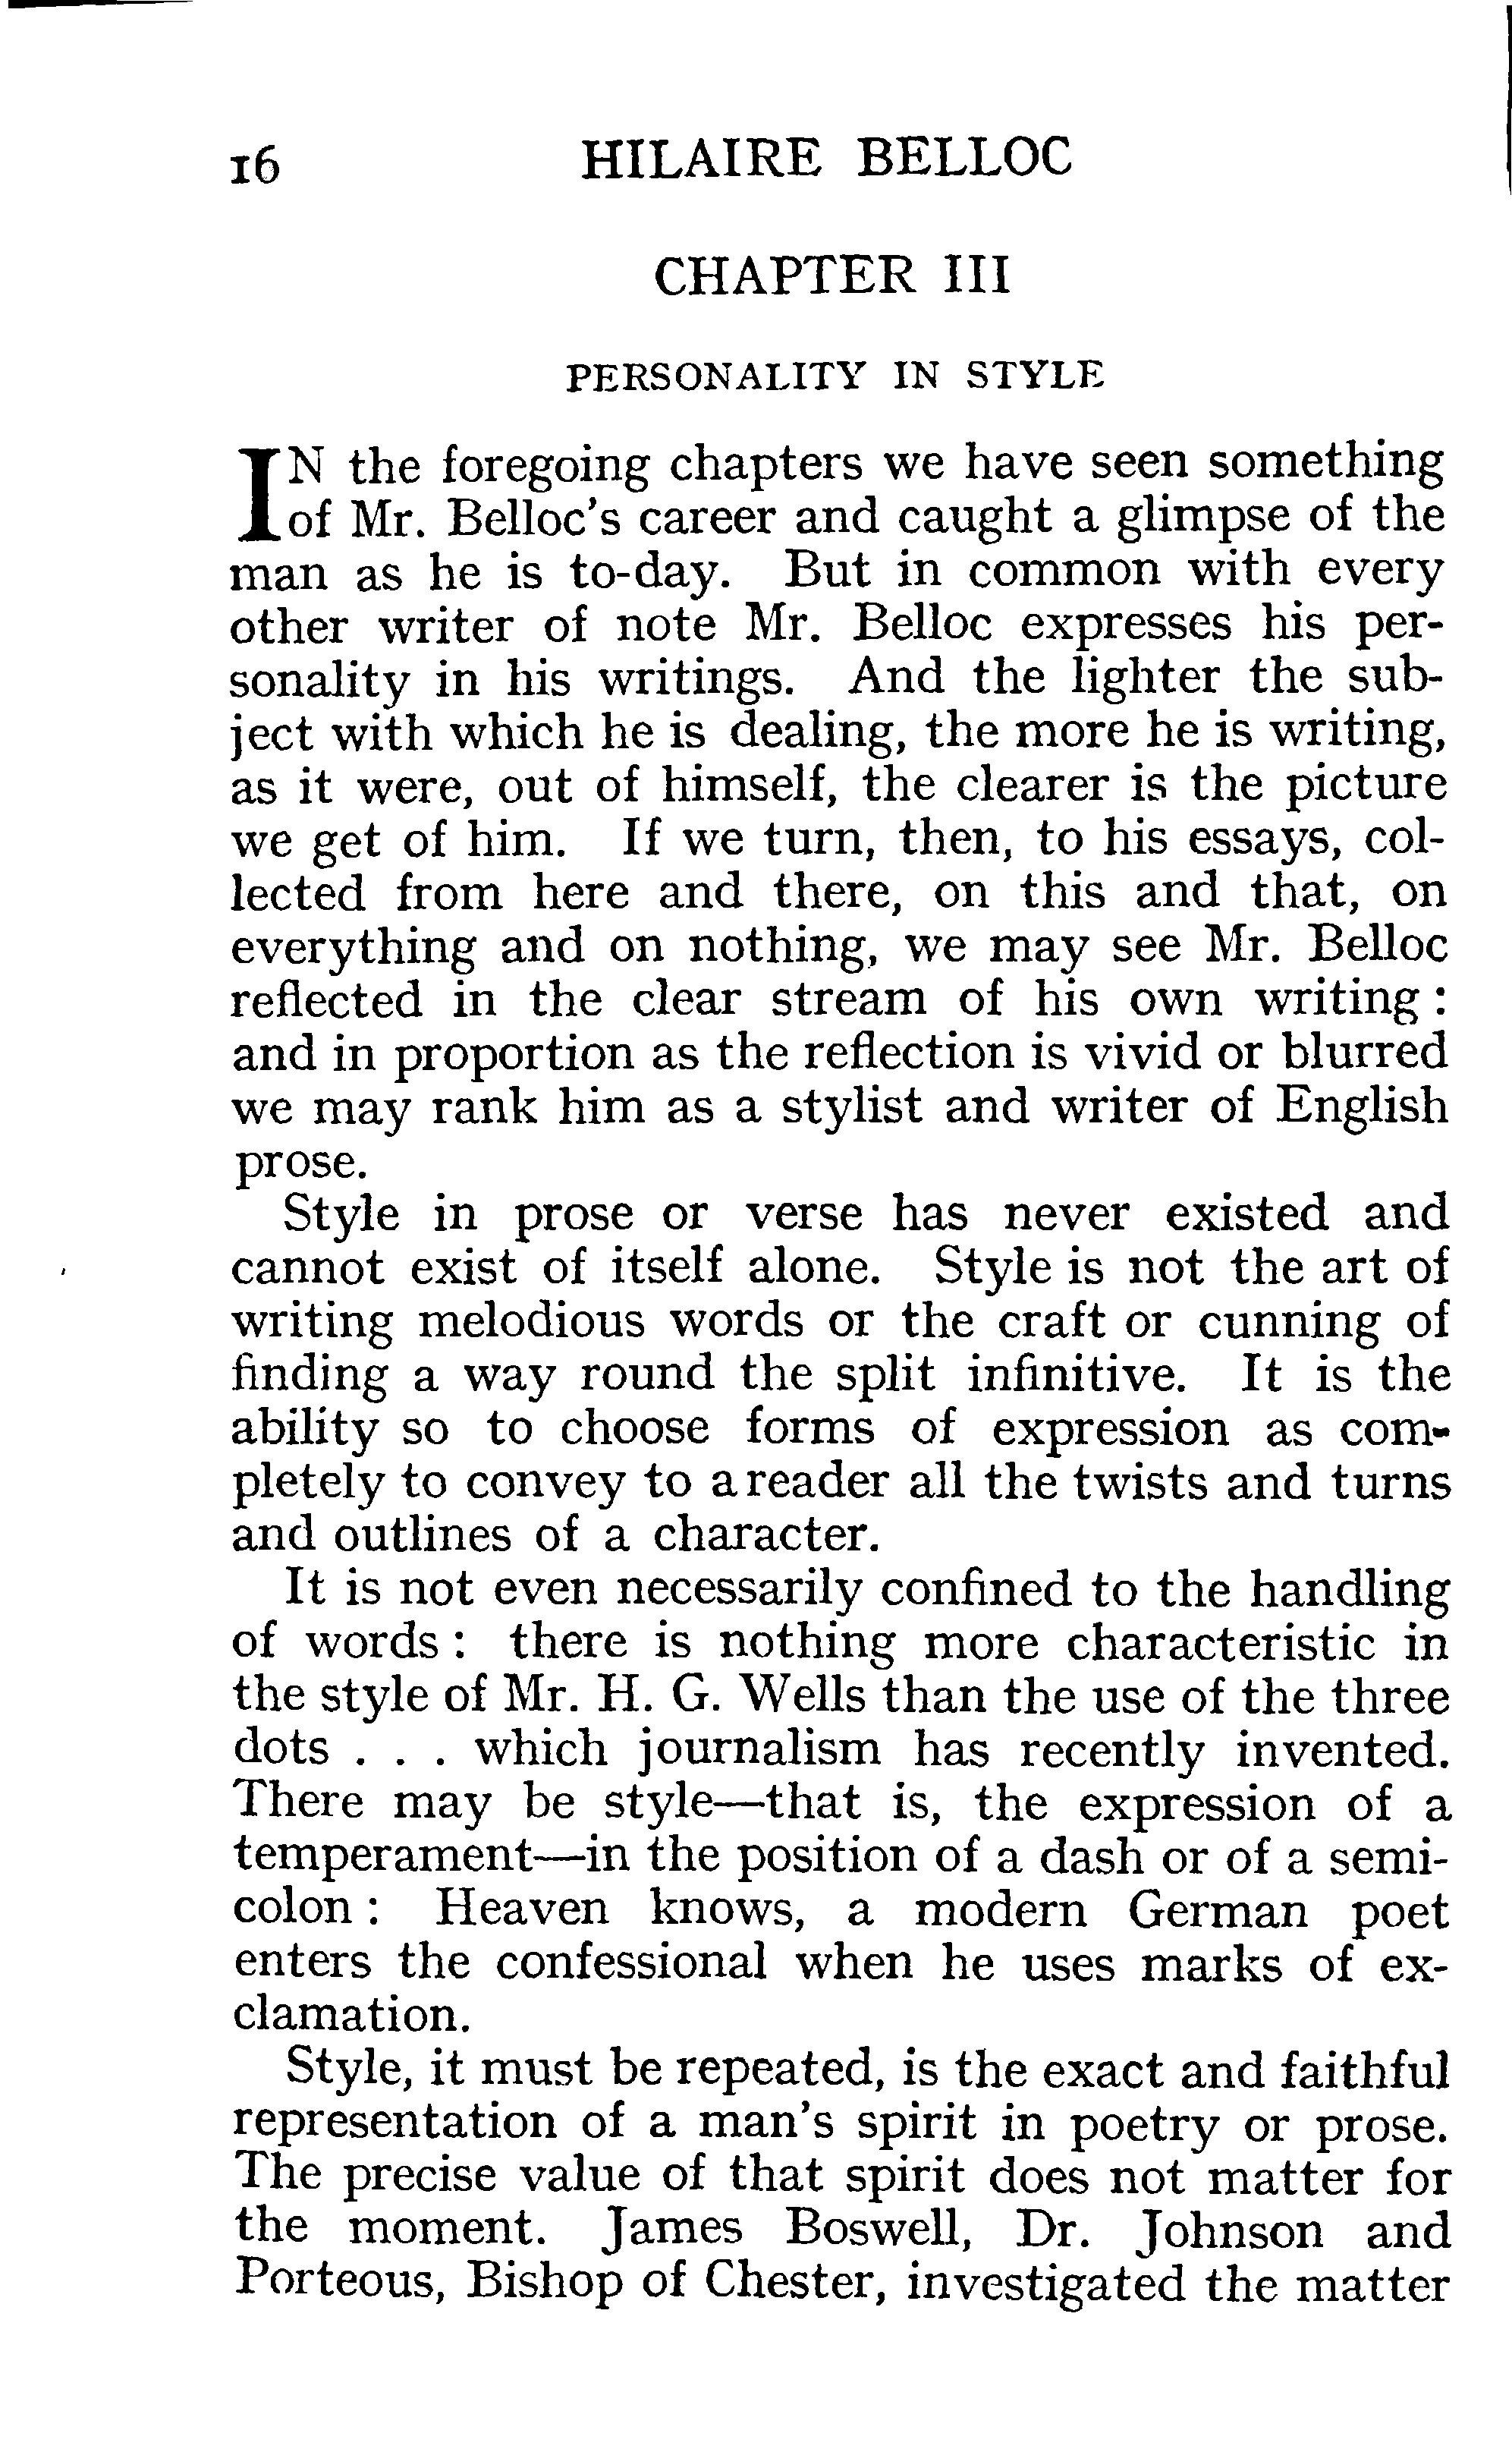 16 HILAIRE BELLOC
CHAPTER III
PERSONALITY IN STYLE
IN the foregoing chapters we have seen something
of Mr. Belloc's career and caught a glimpse of the
man as he is to-day. But in common with every
other writer of note Mr. Belloc expresses his per-
sonality in his writings. And the lighter the sub-
ject with which he is dealing, the more he is writing,
as it were, out of himself, the clearer is the picture
we get of him. If we turn, then, to his essays, col-
lected from here and there, on this and that, on
everything and on nothing, we may see Mr. Belloc
reflected in the clear stream of his own writing :
and in proportion as the reflection is vivid or blurred
we may rank him as a stylist and writer of English
prose.
Style in prose or verse has never existed and
cannot exist of itself alone. Style is not the art of
writing melodious words or the craft or cunning of
finding a way round the split infinitive. It is the
ability so to choose forms of expression as com-
pletely to convey to a reader all the twists and turns
and outlines of a character.
It is not even necessarily confined to the handling
of words : there is nothing more characteristic in
the style of Mr. H. G. Wells than the use of the three
dots . . . which journalism has recently invented.
There may be style—that is, the expression of a
temperament—in the position of a dash or of a semi-
colon : Heaven knows, a modern German poet
enters the confessional when he uses marks of ex-
clamation.
Style, it must be repeated, is the exact and faithful
representation of a man's spirit in poetry or prose.
The precise value of that spirit does not matter for
the moment. James Boswell, Dr. Johnson and
Porteous, Bishop of Chester, investigated the matter